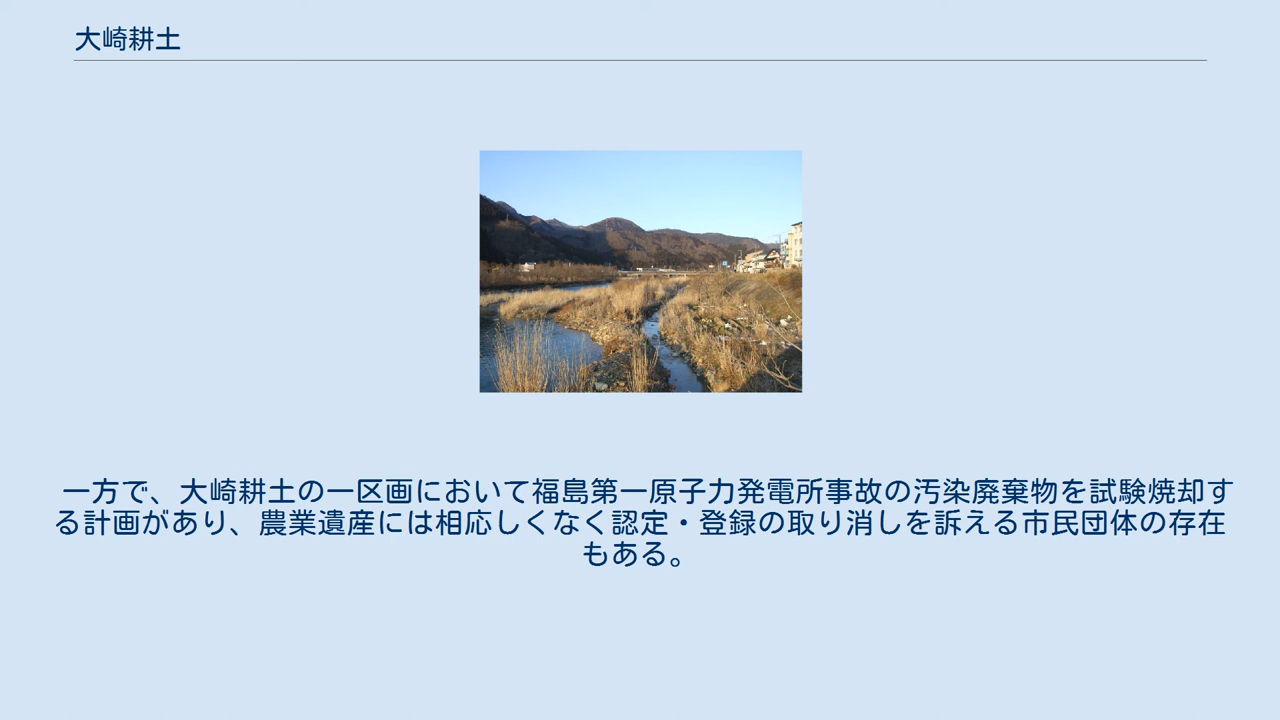 大崎耕土
一方で、大崎耕土の一区画において福島第一原子力発電所事故の汚染廃棄物を試験焼却す
る計画があり、農業遺産には相応しくなく認定・登録の取り消しを訴える市民団体の存在
もある。